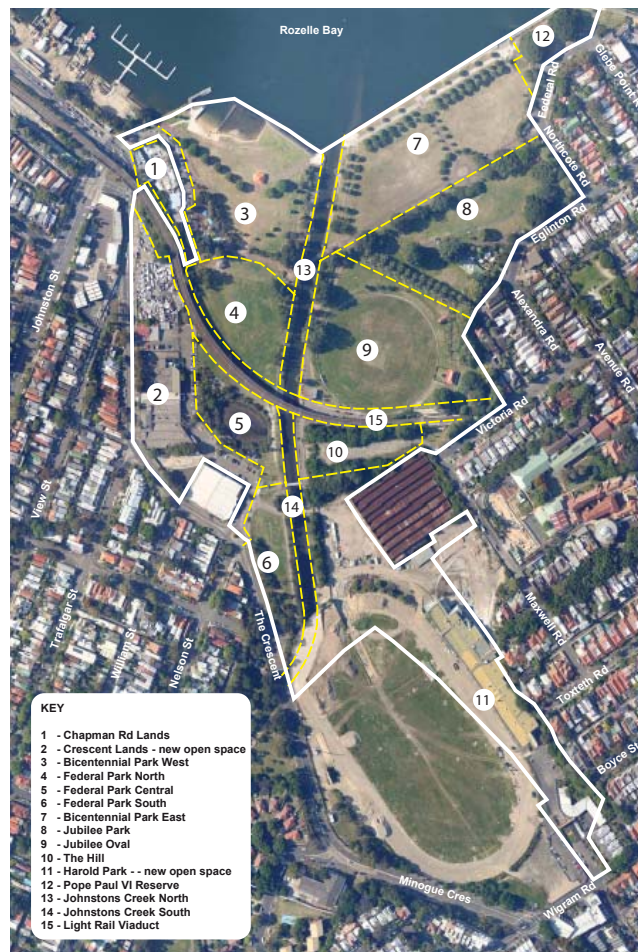 Rozelle Bay
12
Glebe Point
Federal Rd
7
Northcote Rd
1
8
3
Eglinton Rd
13
Johnston St
4
Alexandra Rd
9
Avenue Rd
2
15
Victoria Rd
5
10
View St
14
6
Trafalgar St
William St
Nelson St
The Crescent
Maxwell Rd
Toxteth Rd
11
Boyce St
Minogue Cres
Wigram Rd
KEY
1 - Chapman Rd Lands
2 - Crescent Lands - new open space
3 - Bicentennial Park West
4 - Federal Park North
5 - Federal Park Central
6 - Federal Park South
7 - Bicentennial Park East
8 - Jubilee Park
9 - Jubilee Oval
10 - The Hill
11 - Harold Park - - new open space
12 - Pope Paul VI Reserve
13 - Johnstons Creek North
14 - Johnstons Creek South
15 - Light Rail Viaduct